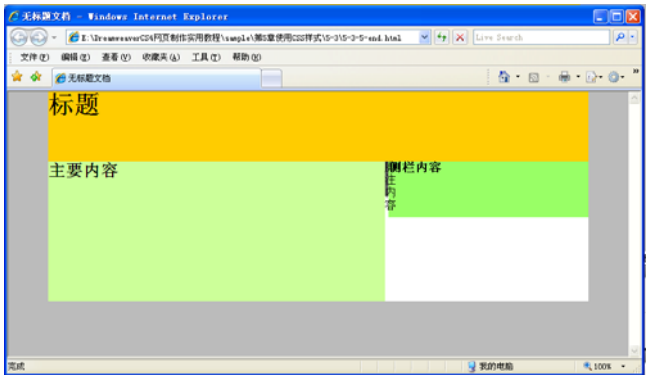 无标题文档 - Windows Internet Explorer
E:\DreamweaverCS4网页制作实用教程\sample\第5章使用CSS样式\5-3\5-3-5-end.html
Live Search
文件(F) 编辑(E) 查看(V) 收藏夹(A) 工具(T) 帮助(H)
无标题文档
标题
主要内容
栏内容
内
容
完成
我的电脑
100%